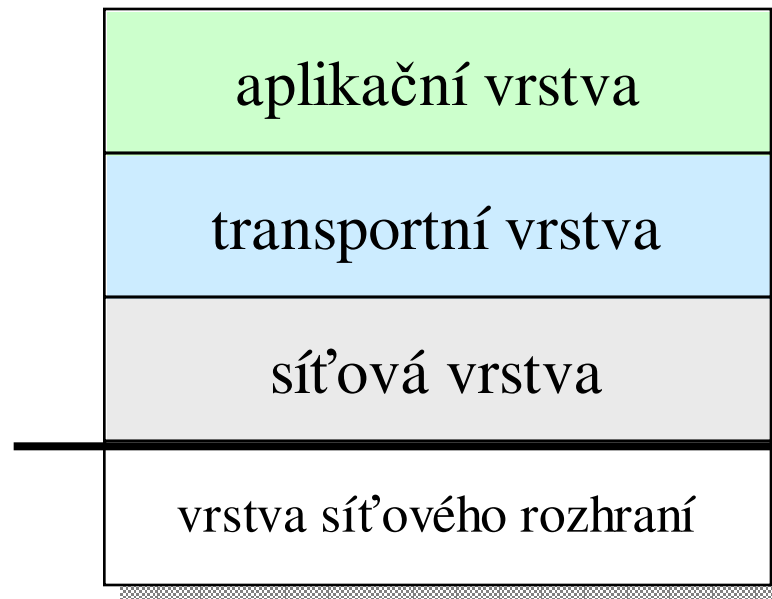 aplikační vrstva
transportní vrstva
síťová vrstva
vrstva síťového rozhraní